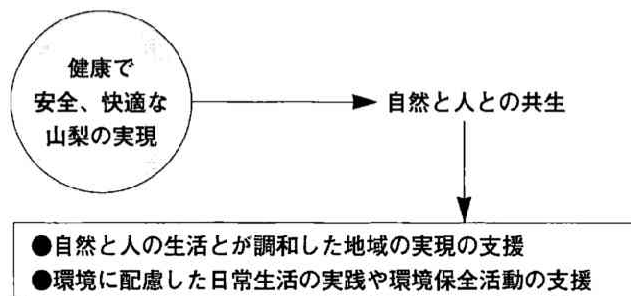 健康で
安全、快適な
山梨の実現
自然と人との共生
●自然と人の生活とが調和した地域の実現の支援
●環境に配慮した日常生活の実践や環境保全活動の支援